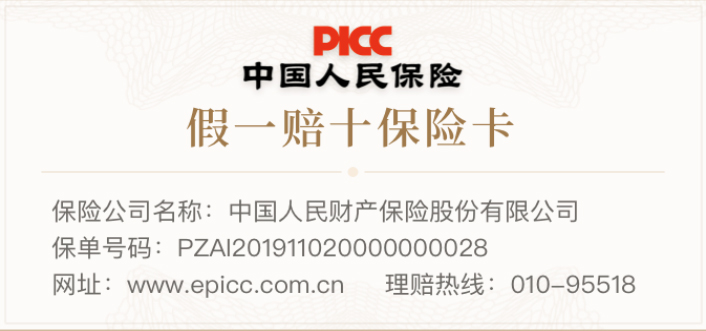 PICC
中国人民保险
假一赔十保险卡
保险公司名称：中国人民财产保险股份有限公司
保单号码：PZAI201911020000000028
网址：www.epicc.com.cn 理赔热线：010-95518